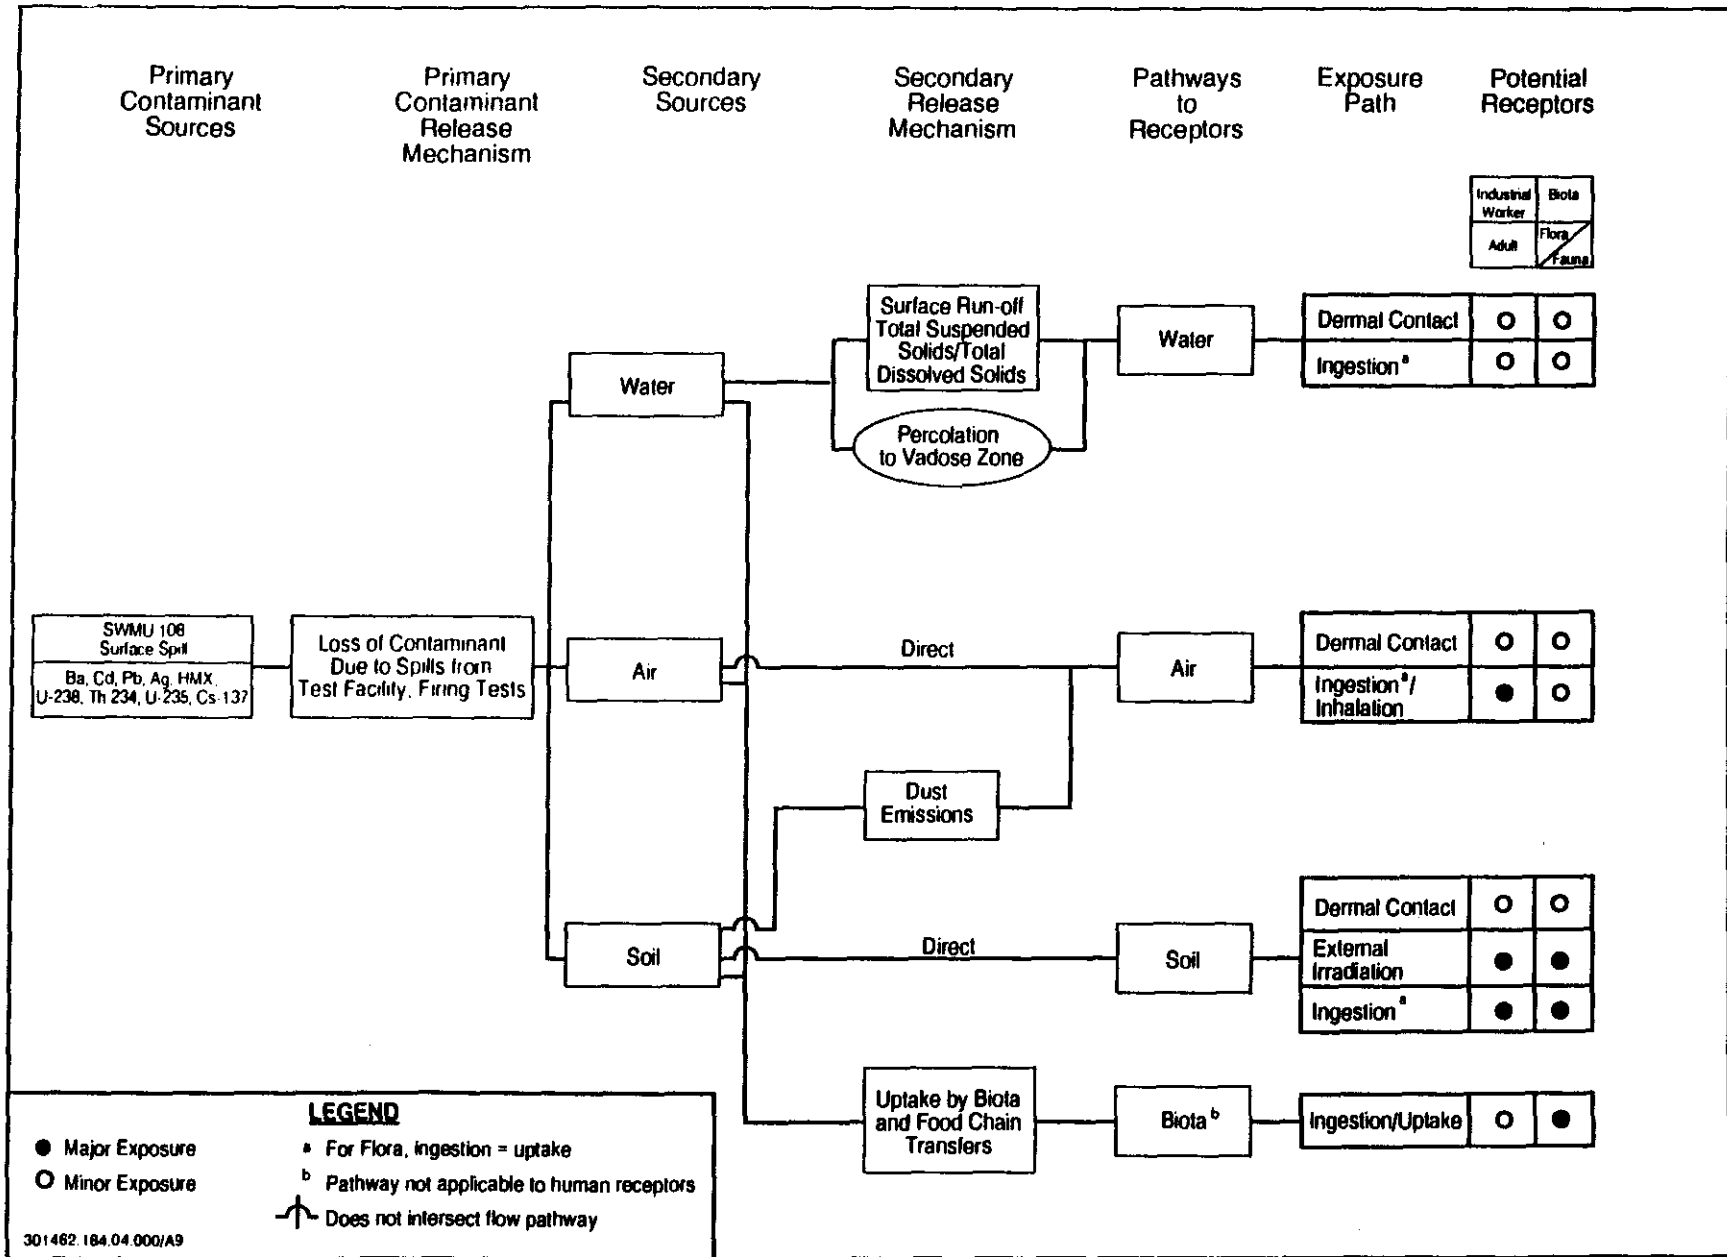 Primary
Contaminant
Sources
Primary
Contaminant
Release
Mechanism
Secondary
Sources
Secondary
Release
Mechanism
Pathways
to
Receptors
Exposure
Path
Potential
Receptors
Industrial
Worker
Biota
Adult
Flora
Fauna
Surface Run-off
Total Suspended
Solids/Total
Dissolved Solids
Water
Dermal Contact
Ingestion a
Water
Percolation
to Vadose Zone
SWMU 108
Surface Spill
Ba, Cd, Pb, Ag, HMX,
U-238, Th 234, U-235, Cs-137
Loss of Contaminant
Due to Spills from
Test Facility, Firing Tests
Air
Direct
Air
Dermal Contact
Ingestion a/
Inhalation
Dust
Emissions
Soil
Direct
Soil
Dermal Contact
External
Irradiation
Ingestion a
Uptake by Biota
and Food Chain
Transfers
Biota b
Ingestion/Uptake
LEGEND
Major Exposure
Minor Exposure
a For Flora, ingestion = uptake
b Pathway not applicable to human receptors
Does not intersect flow pathway
301462.184.04.000/A9